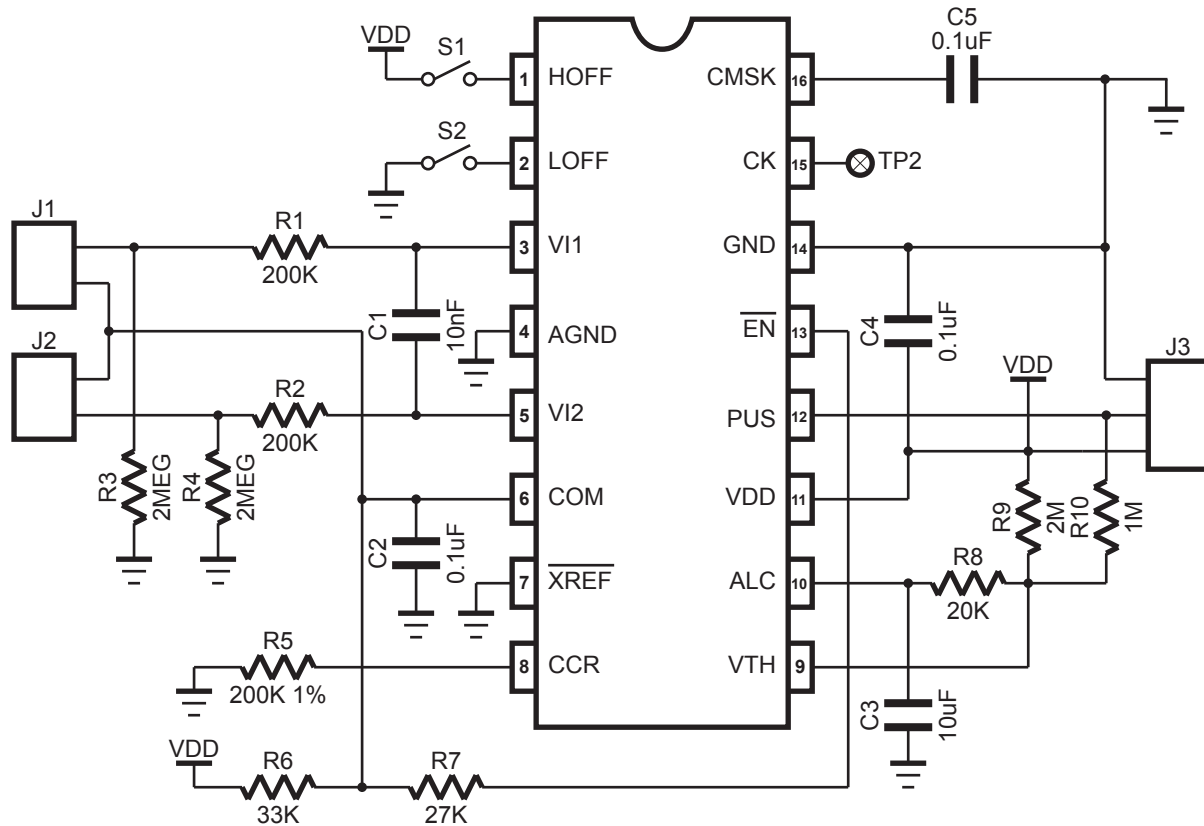 VDD
S1
S2
J1
R1
200K
J2
R2
200K
C1
10nF
R3
2MEG
R4
2MEG
C2
0.1uF
R5
200K 1%
VDD
R6
33K
R7
27K
1
HOFF
2
LOFF
3
VI1
4
AGND
5
VI2
6
COM
7
XREF
8
CCR
CMSK
16
CK
15
GND
14
EN
13
PUS
12
VDD
11
ALC
10
VTH
9
C5
0.1uF
TP2
C4
0.1uF
VDD
J3
R9
2M
R10
1M
R8
20K
C3
10uF